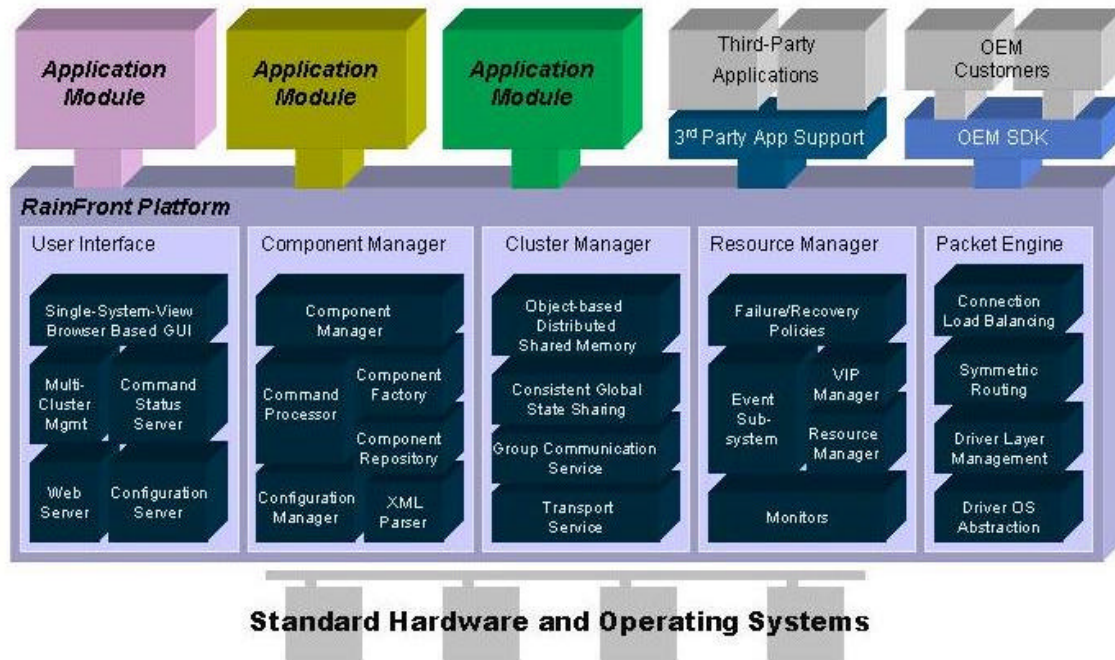 Application
Module
Application
Module
Application
Module
Third-Party
Applications
3rd Party App Support
OEM
Customers
OEM SDK
RainFront Platform
User Interface
Single-System-View
Browser Based GUI
Multi-
Cluster
Mgmt
Command
Status
Server
Web
Server
Configuration
Server
Component Manager
Component
Manager
Command
Processor
Component
Factory
Component
Repository
Configuration
Manager
XML
Parser
Cluster Manager
Object-based
Distributed
Shared Memory
Consistent Global
State Sharing
Group Communication
Service
Transport
Service
Resource Manager
Failure/Recovery
Policies
Event
Sub-
system
VIP
Manager
Resource
Manager
Monitors
Packet Engine
Connection
Load Balancing
Symmetric
Routing
Driver Layer
Management
Driver OS
Abstraction
Standard Hardware and Operating Systems